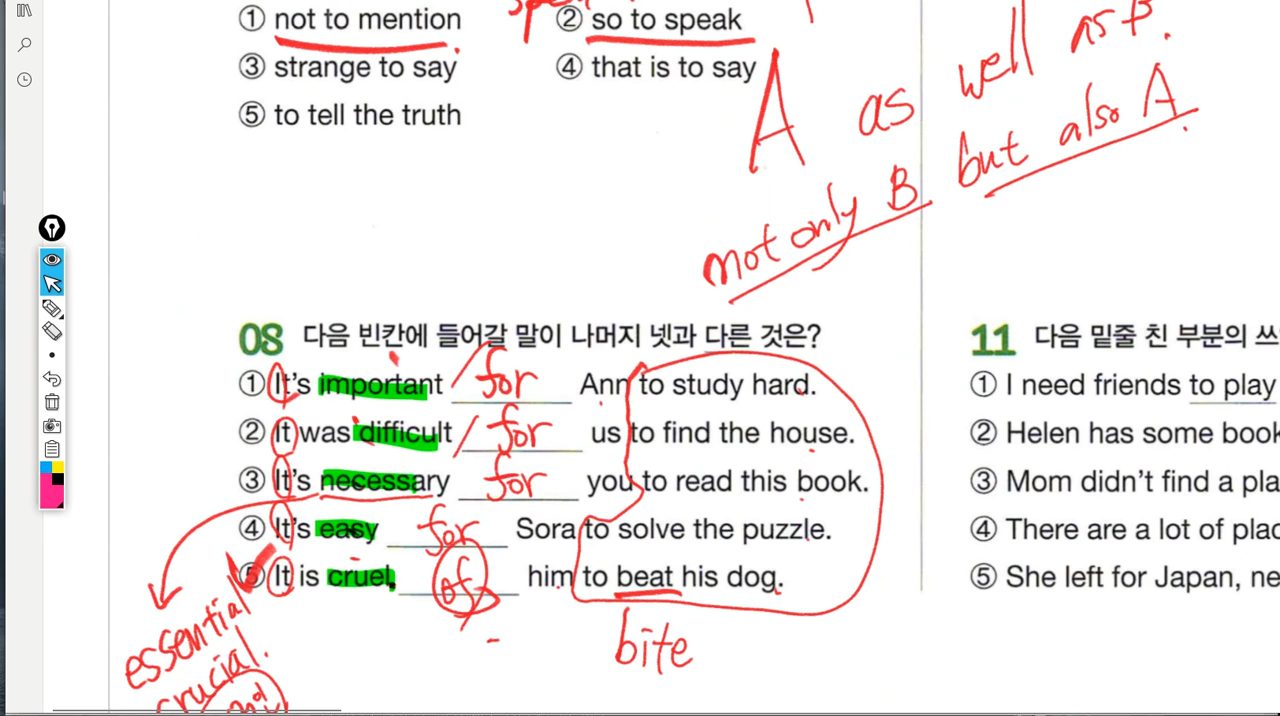 ① not to mention ② so to speak
③ strange to say ④ that is to say
⑤ to tell the truth
A as well as B.
not only B but also A.
08 다음 빈칸에 들어갈 말이 나머지 넷과 다른 것은?
① It's important for Ann to study hard.
② It was difficult for us to find the house.
③ It's necessary for you to read this book.
④ It's easy for Sora to solve the puzzle.
⑤ It is cruel of him to beat his dog.
bite
essential
crucial.
11 다음 밑줄 친 부분의 쓰
① I need friends to play
② Helen has some book
③ Mom didn't find a pla
④ There are a lot of plac
⑤ She left for Japan, ne